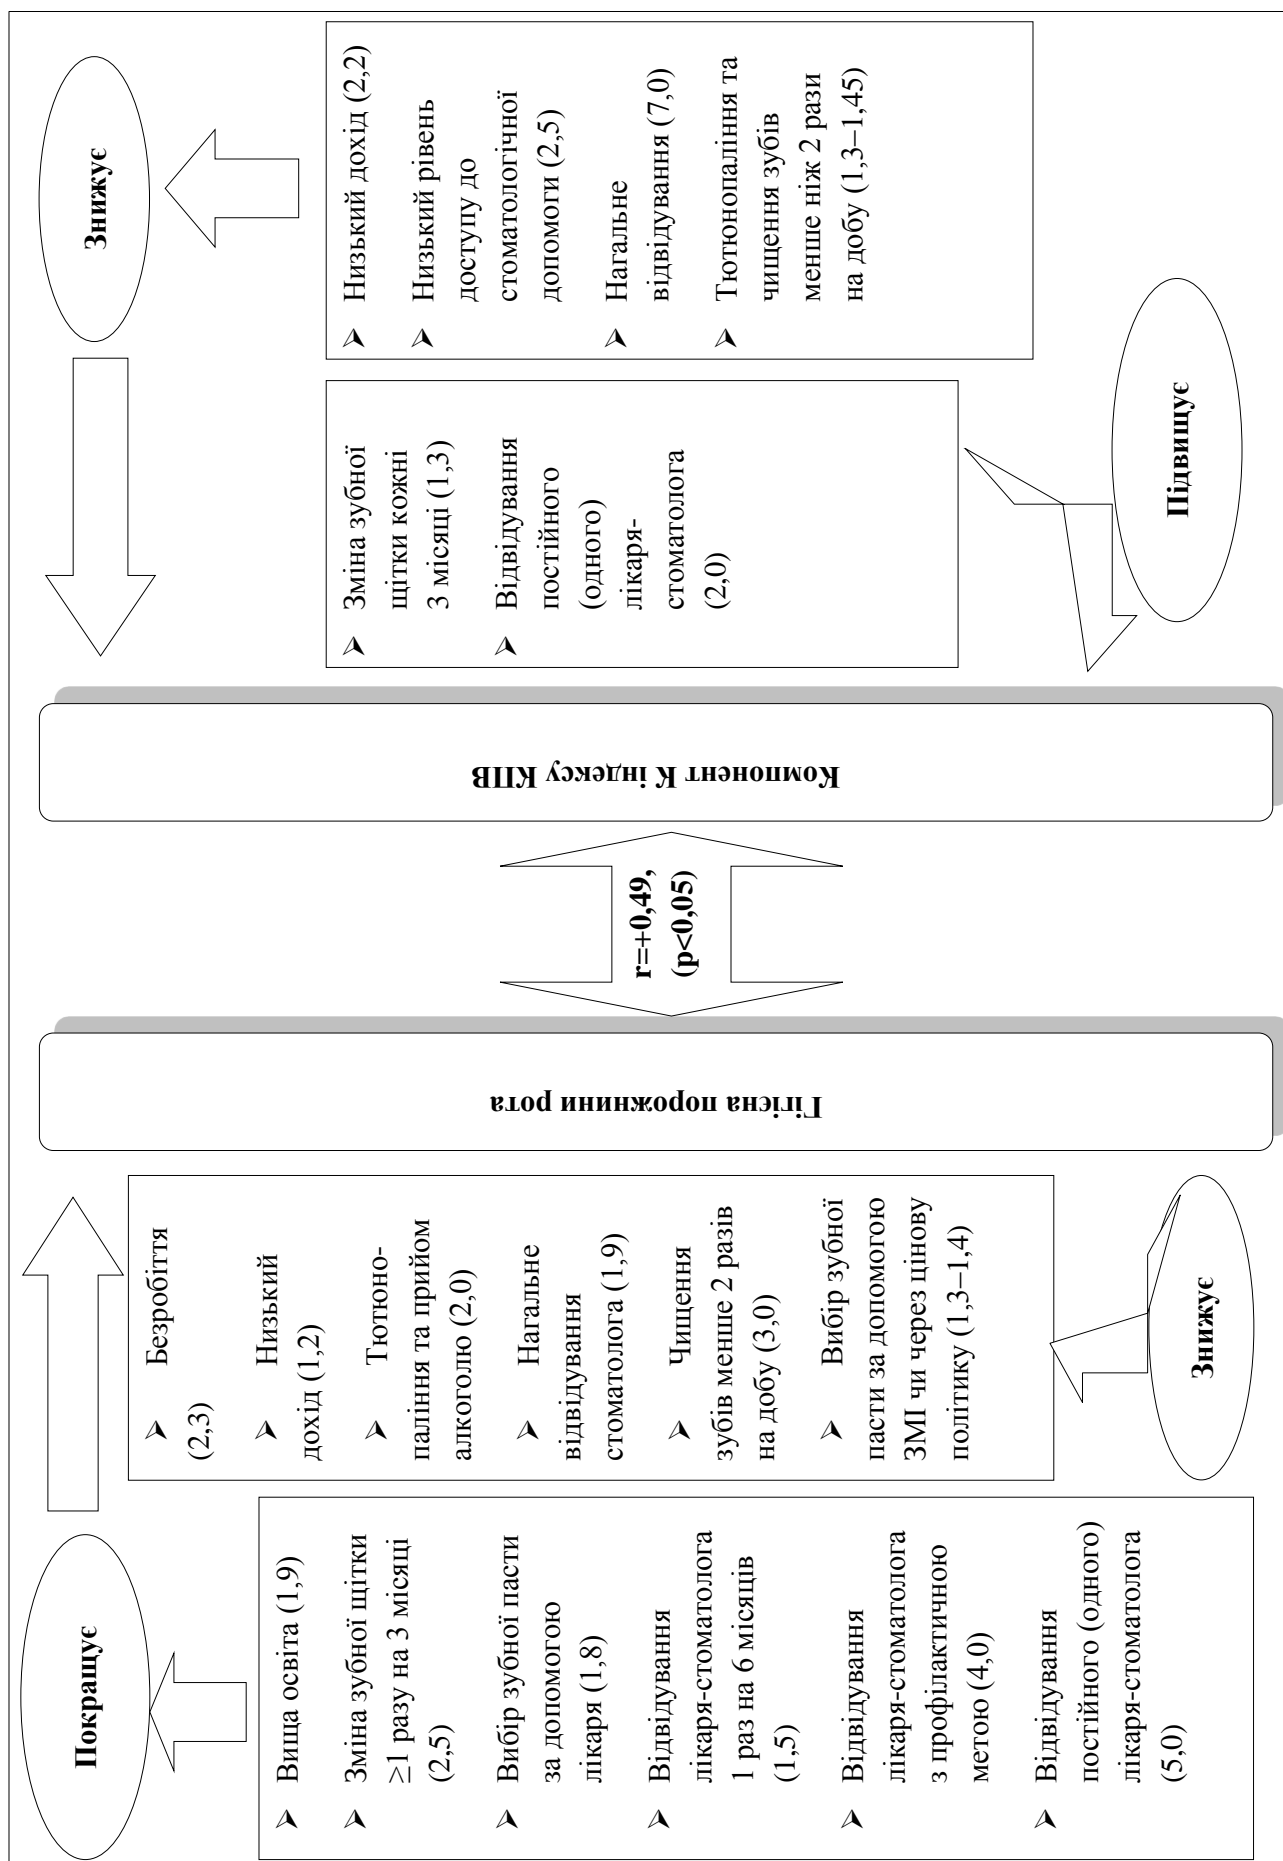 Покращує
Вища освіта (1,9)
Зміна зубної щітки
≥1 разу на 3 місяці
(2,5)
Вибір зубної пасти
за допомогою
лікаря (1,8)
Відвідування
лікаря-стоматолога
1 раз на 6 місяців
(1,5)
Відвідування
лікаря-стоматолога
з профілактичною
метою (4,0)
Відвідування
постійного (одного)
лікаря-стоматолога
(5,0)
Безробіття
(2,3)
Низький
дохід (1,2)
Тютюно-
паління та прийом
алкоголю (2,0)
Нагальне
відвідування
стоматолога (1,9)
Чищення
зубів менше 2 разів
на добу (3,0)
Вибір зубної
пасти за допомогою
ЗМІ чи через цінову
політику (1,3–1,4)
Знижує
Гігієна порожнини рота
r=+0,49,
(p<0,05)
Компонент К індексу КПВ
Зміна зубної
щітки кожні
3 місяці (1,3)
Відвідування
постійного
(одного)
лікаря-
стоматолога
(2,0)
Підвищує
Знижує
Низький дохід (2,2)
Низький рівень
доступу до
стоматологічної
допомоги (2,5)
Нагальне
відвідування (7,0)
Тютюнопаління та
чищення зубів
менше ніж 2 рази
на добу (1,3–1,45)